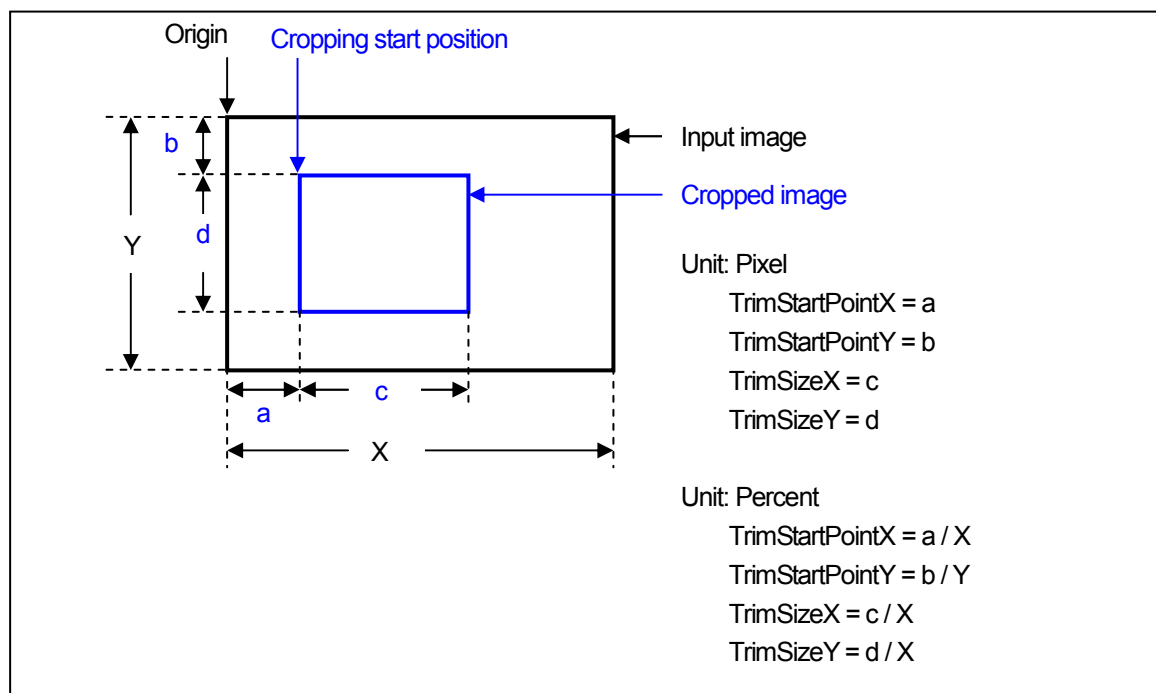 Origin
Cropping start position
b
Input image
Cropped image
Y
d
Unit: Pixel
TrimStartPointX = a
TrimStartPointY = b
TrimSizeX = c
TrimSizeY = d
a
c
X
Unit: Percent
TrimStartPointX = a / X
TrimStartPointY = b / Y
TrimSizeX = c / X
TrimSizeY = d / X